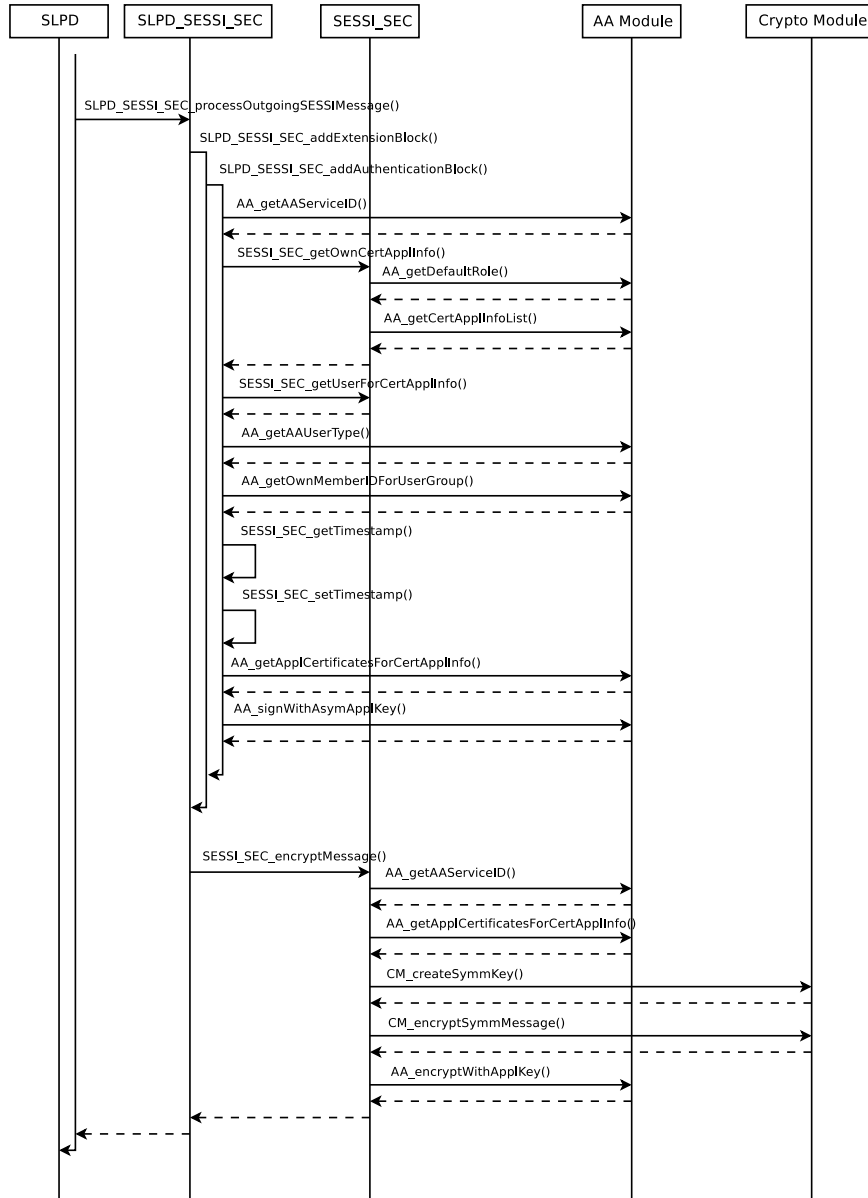 SLPD
SLPD_SESSI_SEC
SESSI_SEC
AA Module
Crypto Module
SLPD_SESSI_SEC_processOutgoingSESSIMessage()
SLPD_SESSI_SEC_addExtensionBlock()
SLPD_SESSI_SEC_addAuthenticationBlock()
AA_getAAServiceID()
SESSI_SEC_getOwnCertApplInfo()
AA_getDefaultRole()
AA_getCertApplInfoList()
SESSI_SEC_getUserForCertApplInfo()
AA_getAAUserType()
AA_getOwnMemberIDForUserGroup()
SESSI_SEC_getTimestamp()
SESSI_SEC_setTimestamp()
AA_getApplCertificatesForCertApplInfo()
AA_signWithAsymApplKey()
SESSI_SEC_encryptMessage()
AA_getAAServiceID()
AA_getApplCertificatesForCertApplInfo()
CM_createSymmKey()
CM_encryptSymmMessage()
AA_encryptWithApplKey()